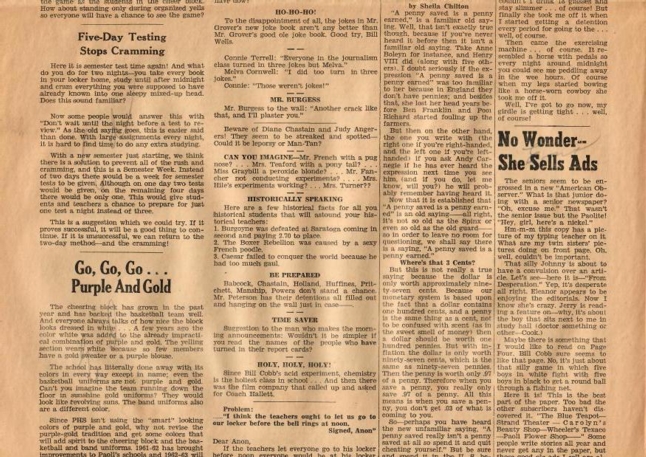 the game as the students in the cheer block.
How about standing only during organized yells
so everyone will have a chance to see the game?
Five-Day Testing
Stops Cramming
Here it is semester test time again! And what
do you do for two nights—you take every book
in your locker home, study until after midnight
and cram everything you supposed to have
already known into one sleepy mixed-up head.
Does this sound familiar?
Now some people would answer this with
"Don't wait until the night before a test to re-
view." As the old saying goes, this is easier said
than done. With large assignments every night,
it is hard to find time to do any extra studying.
With a new semester just starting, we think
there is a solution to prevent all of the rush and
cramming, and this is a Semester Week. Instead
of two days there would be a week for semester
tests to be given. Although on one day two tests
would be given, on the remaining four days
there would be only one. This would give stud-
ents and teachers a chance to prepare for just
one test a night instead of three.
This is a suggestion which we could try. If it
proves successful, it will be a good thing to con-
tinue. If it is unsuccessful, we can return to the
two-day method—and the cramming!
Go, Go, Go . . .
Purple And Gold
The cheering block has grown in the past
year and has backed the basketball team well.
And everyone always talks of how nice the block
looks dressed in white . . . A few years ago the
color white was added to the already impracti-
cal combination of purple and gold. The yelling
section wears white because so few members
have a gold sweater or a purple blouse.
The school has literally done away with its
colors in every way except in name; even the
basketball uniforms are not purple and gold.
Can't you imagine the team running down the
floor in sunshine gold uniforms? They would
look like revolving suns. The band uniforms also
are a different color.
Since PHS isn't using the "smart" looking
colors of purple and gold, why not revise the
purple-gold tradition and get some colors that
will add spirit to the cheering block and the bas-
ketball and band uniforms. 1961-62 has brought
improvements to Paoli's schools and 1962-63 will
HO-HO-HO!
To the disappointment of all, the jokes in Mr.
Grover's new joke book aren't any better than
Mr. Grover's good ole joke book. Good try, Bill
Wells.
Connie Terrell: "Everyone in the journalism
class turned in three jokes but Melva."
Melva Cornwell: "I did too turn in three
jokes."
Connie: "Those weren't jokes!"
MR. BURGESS
Mr. Burgess to the wall: "Another crack like
that, and I'll plaster you."
Beware of Diane Chastain and Judy Anger-
ers! They seem to be streaked and spotted—
Could it be leporsy or Man-Tan?
CAN YOU IMAGINE—Mr. French with a pug
nose? . . . Mrs. Tenford with a pony tail? . . .
Miss Graybill a peroxide blonde? . . . Mr. Fan-
cher not conducting experiments? . . . Mrs.
Hile's experiments working? . . . Mrs. Turner??
HISTORICALLY SPEAKING
Here are a few historical facts for all you
historical students that will astound your his-
torical teachers:
1. Burgoyne was defeated at Saratoga coming in
second and paying 2.70 to place.
2. The Boxer Rebellion was caused by a sexy
French poodle.
3. Caesar failed to conquer the world because he
had too much gaul.
BE PREPARED
Babcock, Chastain, Holland, Huffines, Prit-
chett, Mundhip, Powers don't stand a chance.
Mr. Peterson has their detentions all filled out
and hanging on the wall just in case—
TIME SAVER
Suggestion to the man who makes the morn-
ing announcements: Wouldn't it be simpler if
you read the names of the people who have
turned in their report cards?
HOLY, HOLY, HOLY!
Since Bill Cobb's acid experiment, chemistry
is the holiest class in school . . . And then there
was the film company that called up and asked
for Coach Hallett.
Problem:
"I think the teachers ought to let us go to
our locker before the bell rings at noon.
Signed, Anon"
Dear Anon,
If the teachers let everyone go to his locker
by Sheila Chilton
"A penny saved is a penny
earned," is a familiar old say-
ing. Well, that isn't exactly true
though, because if you've never
heard it before then it isn't a
familiar old saying. Take Anne
Boleyn for instance, and Henry
VIII did (along with five oth-
ers). I doubt seriously if the ex-
pression "A penny saved is a
penny earned" was too familiar
to her because in England they
don't have pennies; and besides
that, she lost her head years be-
fore Ben Franklin and Poor
Richard started fouling up the
farmers.
But then on the other hand,
the one you write with (the
right one if you're right-handed,
and the left one if you're left-
handed) if you ask Andy Car-
negie if he has ever heard the
expression next time you see
him (and if you do, let me
know, will you?) he will prob-
ably remember hearing it.
Now that it is established that
"A penny saved is a penny earn-
ed" is an old saying—all right,
it's not so old as the Sphinx or
even so old as the old guard—
so in order to leave no room for
questioning, we shall say there
is a saying, "A penny saved is a
penny earned."
Where's that 3 Cents?
But this is not really a true
saying because the dollar is
only worth approximately nine-
ty-seven cents. Because our
monetary system is based upon
the fact that a dollar contains
one hundred cents, and a penny
is the same thing as a cent, not
to be confused with scent (as in
the sweet smell of money) then
a dollar should be worth one
hundred pennies. But with in-
flation the dollar is only worth
ninety-seven cents, which is the
same as ninety-seven pennies.
Then the penny is worth only .97
of a penny. Therefore when you
save a penny, you really only
save .97 of a penny. All this
means is when you save a pen-
ny, you don't get .03 of what is
coming to you.
So—perhaps you have heard
the new unfamiliar saying, "A
penny saved really isn't a penny
saved at all so spend it and quit
cheating yourself." But be sure
finally the took me off it when
I started getting a detention
every period for going to the . . .
well, of course.
Then came the exercising
machine . . . of course. It re-
sembled a horse with pedals so
every night around midnight
you could see me peddling away
in the wee hours. Of course
when my legs started bowing
like a horse-worn cowboy she
took me off it.
Well, I've got to go now, my
girdle is getting tight . . . well,
of course!
No Wonder—
She Sells Ads
The seniors seem to be en-
grossed in a new "American Ob-
server." What is that junior do-
ing with a senior newspaper?
"Oh, excuse me." That wasn't
the senior issue but the Paolite!
"Hey, girl, here's a nickel."
Hm-m-m this copy has a pic-
ture of my typing teacher on it.
What are my twin sisters' pic-
tures doing on front page. Oh,
well, couldn't be important.
That silly Johnny is about to
have a convulsion over an artic-
le. Let's see—here it is—"From
Desperation." Yep, it's desperate
all right. Eleanor appears to be
enjoying the editorials. Now I
know she's crazy. Jerry is read-
ing a feature on—why, it's about
the boy that sits next to me in
study hall (doctor something or
other—Cook.)
Maybe there is something that
I would like to read on Page
Four. Bill Cobb sure seems to
like that page. No, it's just about
that silly game in which five
boys in white fight with five
boys in black to get a round ball
through a fishing net.
Here it is! This is the best
part of the paper. Too bad the
other subscribers haven't dis-
covered it. "The Blue Teapot—
Strand Theater — Carolyn's
Beauty Shop—Wheeler's Texaco
—Paoli Flower Shop——" Some
people write stories all year and
never get any in the paper, but